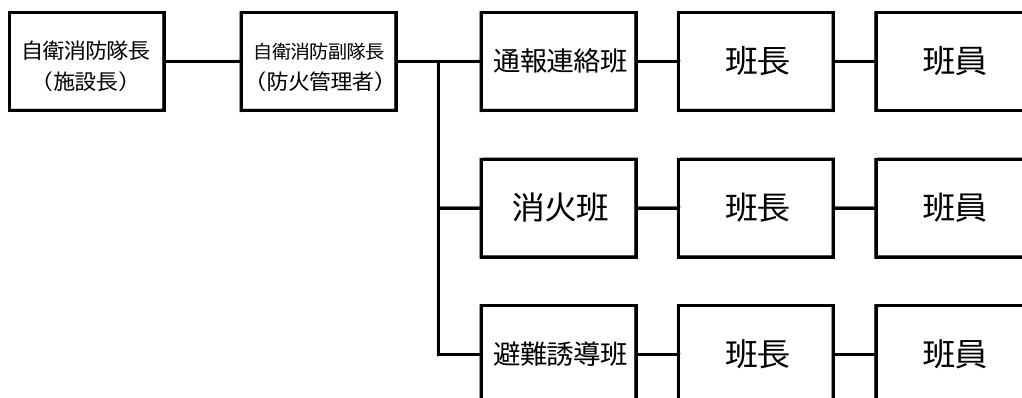 自衛消防隊長
（施設長）
自衛消防副隊長
（防火管理者）
通報連絡班
班長
班員
消火班
班長
班員
避難誘導班
班長
班員